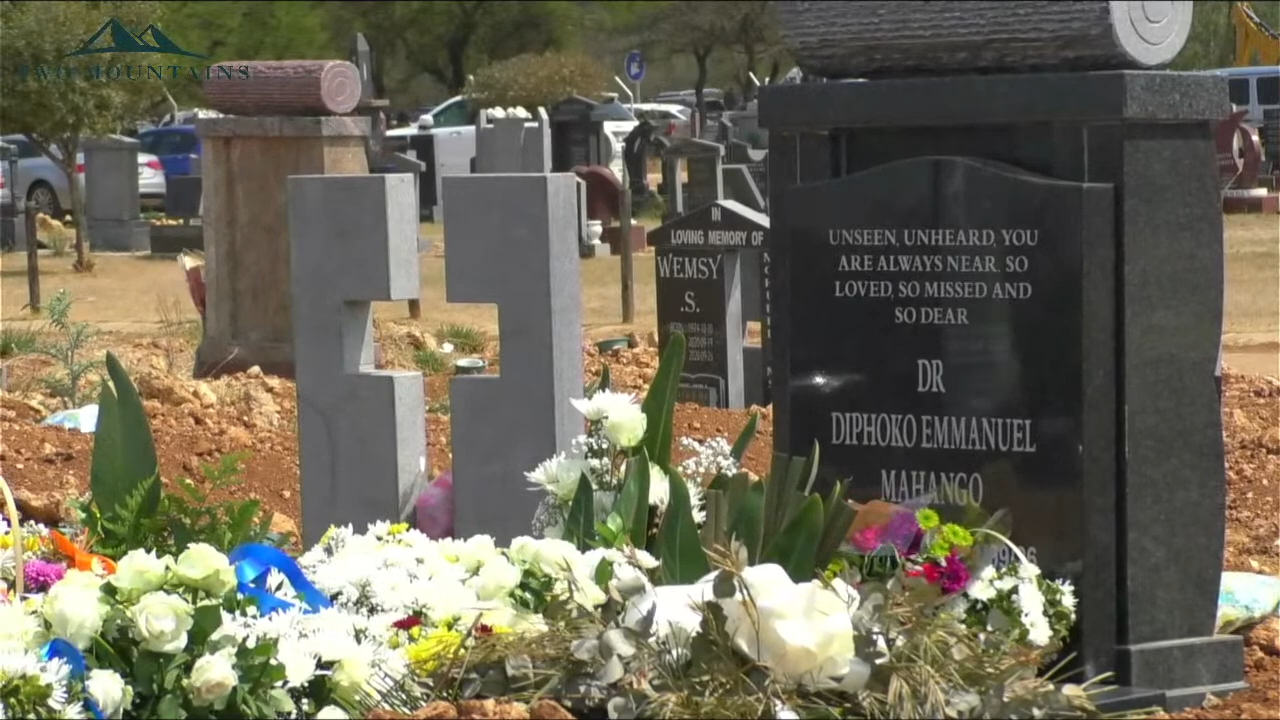 TWO MOUNTAINS
IN
LOVING MEMORY OF
WEMSY
.S.
UNSEEN, UNHEARD, YOU
ARE ALWAYS NEAR. SO
LOVED, SO MISSED AND
SO DEAR
DR
DIPHOKO EMMANUEL
MAHANGO